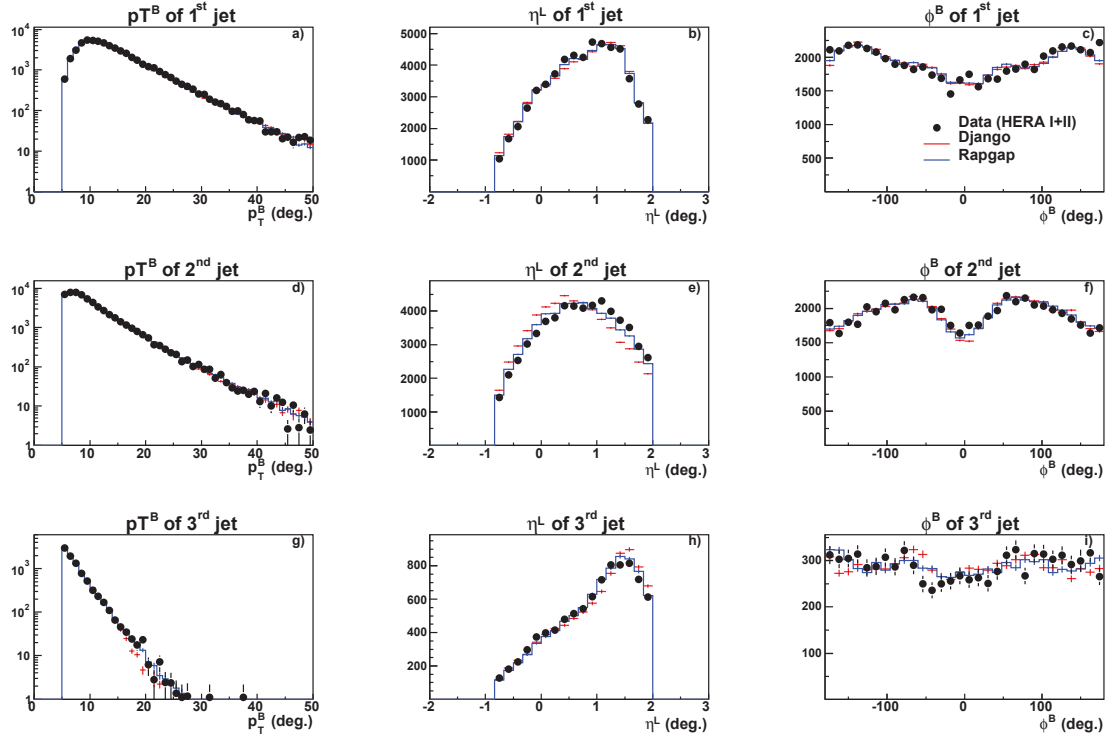 pT^B of 1^st jet
a)
10^4
10^3
10^2
10
1
0 10 20 30 40 50
p_T^B (deg.)
η^L of 1^st jet
b)
5000
4000
3000
2000
1000
-2 -1 0 1 2 3
η^L (deg.)
ϕ^B of 1^st jet
c)
2000
1500
1000
500
Data (HERA I+II)
Django
Rapgap
-100 0 100
ϕ^B (deg.)
pT^B of 2^nd jet
d)
10^4
10^3
10^2
10
1
0 10 20 30 40 50
p_T^B (deg.)
η^L of 2^nd jet
e)
4000
3000
2000
1000
-2 -1 0 1 2 3
η^L (deg.)
ϕ^B of 2^nd jet
f)
2000
1500
1000
500
-100 0 100
ϕ^B (deg.)
pT^B of 3^rd jet
g)
10^3
10^2
10
1
0 10 20 30 40 50
p_T^B (deg.)
η^L of 3^rd jet
h)
800
600
400
200
-2 -1 0 1 2 3
η^L (deg.)
ϕ^B of 3^rd jet
i)
300
200
100
-100 0 100
ϕ^B (deg.)